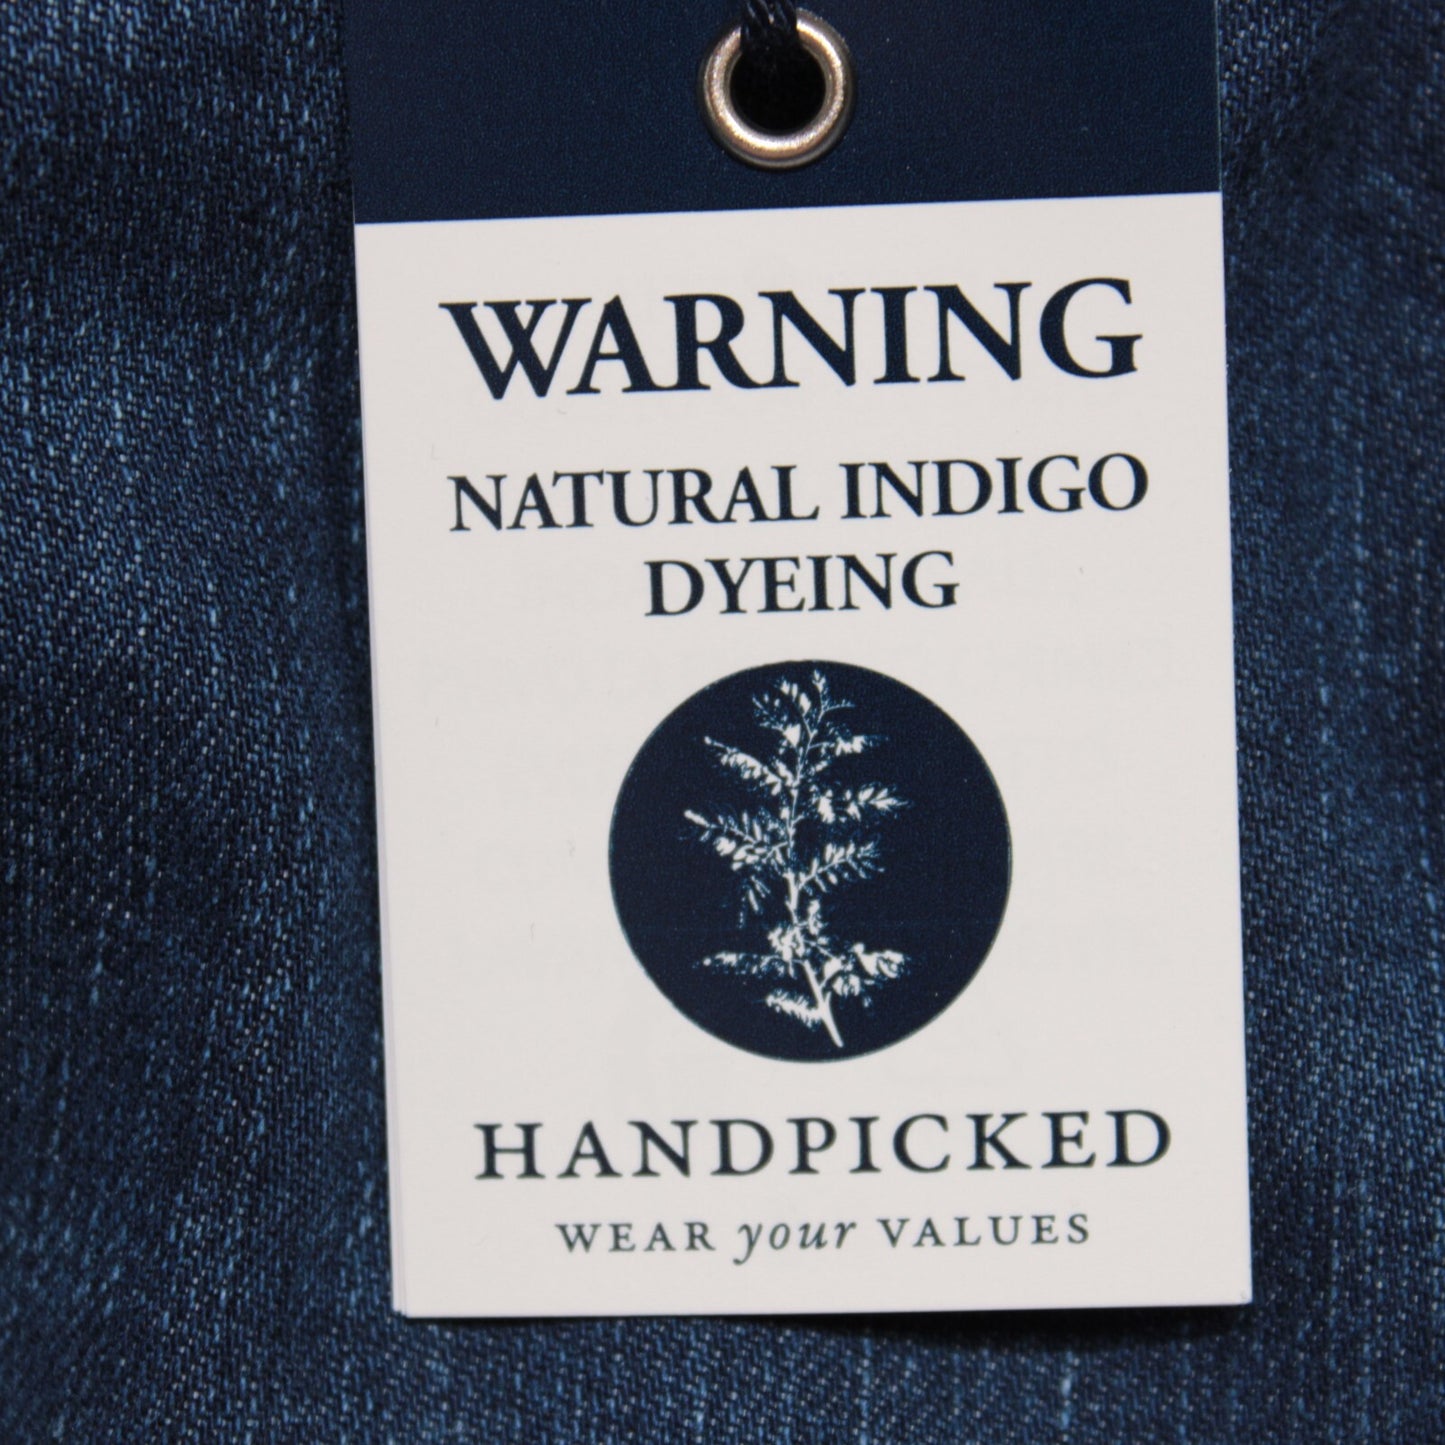 WARNING
NATURAL INDIGO
DYEING
HANDPICKED
WEAR your VALUES